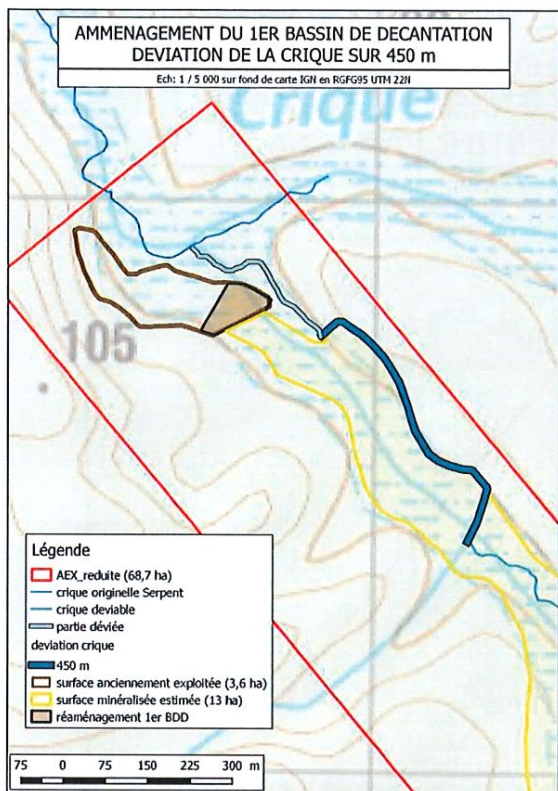 AMMENAGEMENT DU 1ER BASSIN DE DECANTATION
DEVIATION DE LA CRIQUE SUR 450 m
Ech: 1 / 5 000 sur fond de carte IGN en RGFG95 UTM 22N
Crique
105
Légende
AEX_reduite (68,7 ha)
crique originelle Serpent
crique deviable
partie déviée
deviation crique
450 m
surface anciennement exploitée (3,6 ha)
surface minéralisée estimée (13 ha)
réaménagement 1er BDD
75 0 75 150 225 300 m